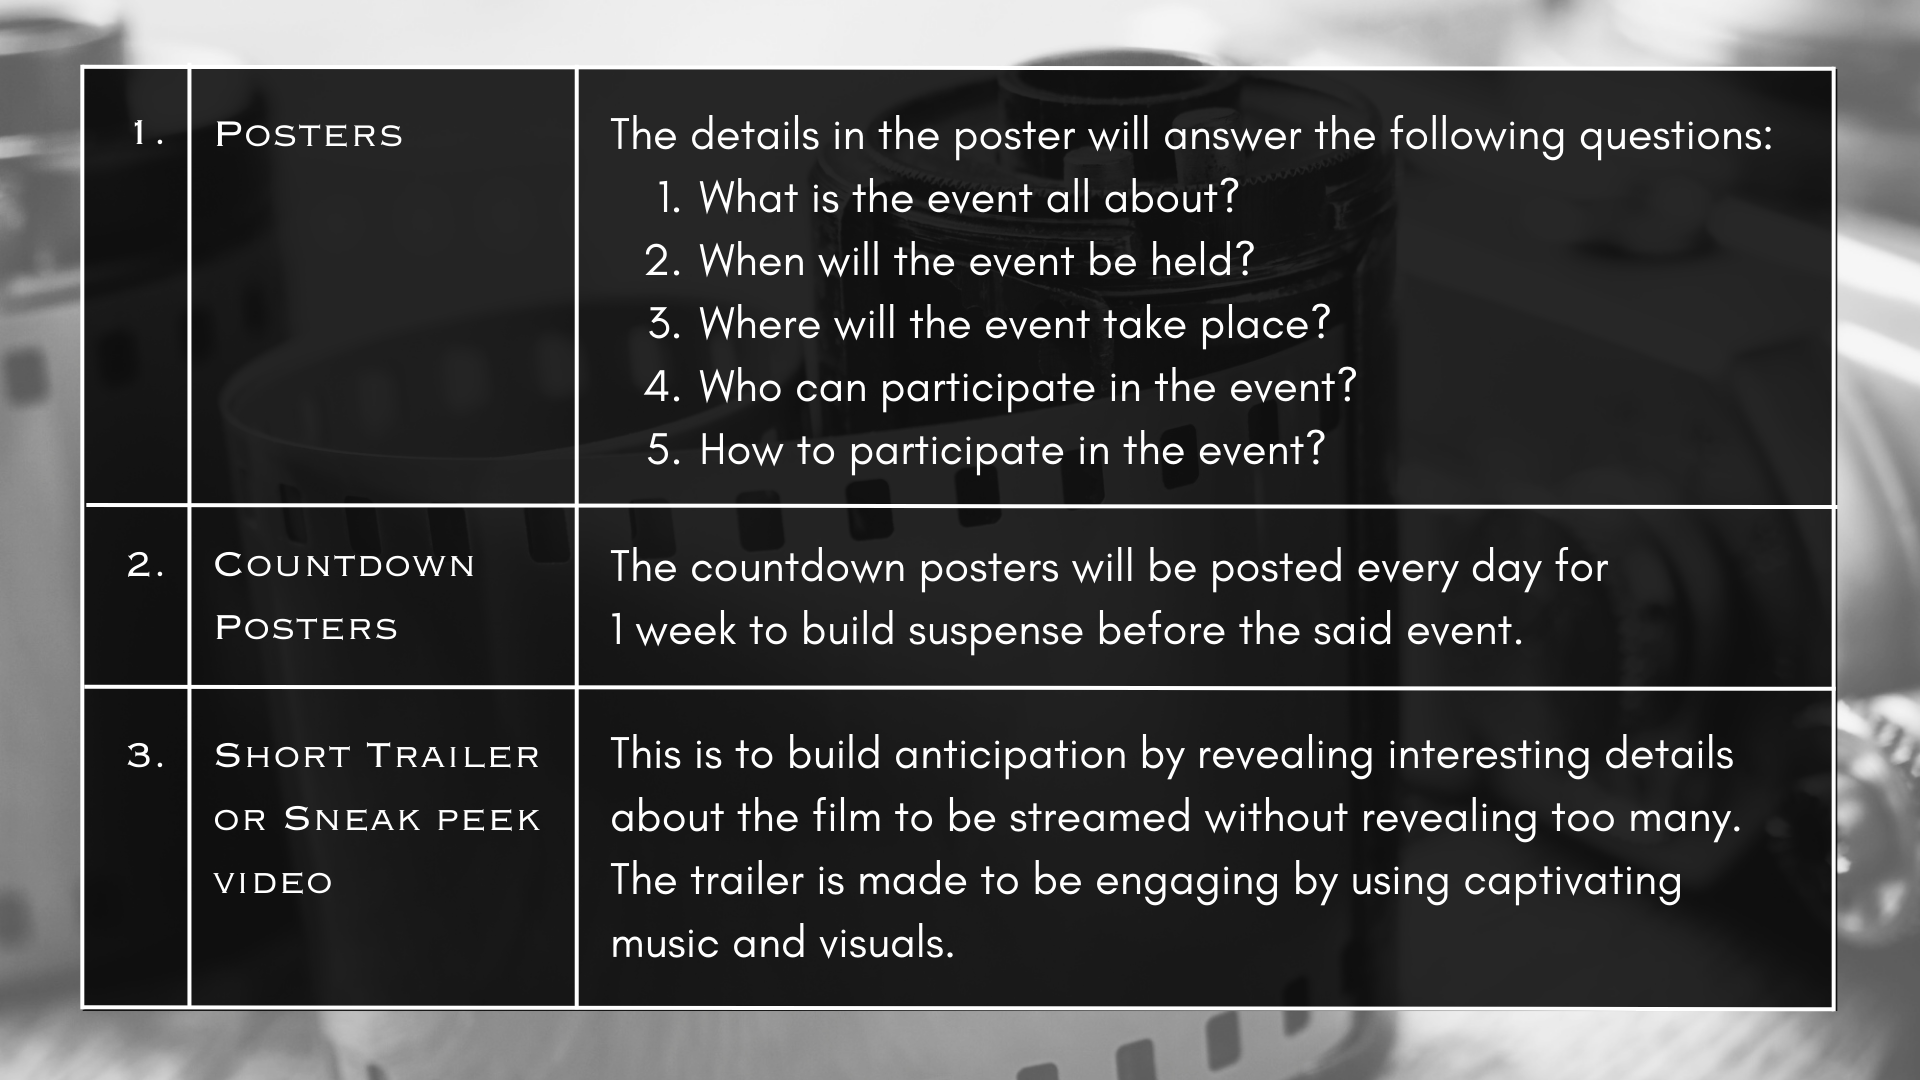 1.
Posters
The details in the poster will answer the following questions:
1. What is the event all about?
2. When will the event be held?
3. Where will the event take place?
4. Who can participate in the event?
5. How to participate in the event?
2.
Countdown
Posters
The countdown posters will be posted every day for
1 week to build suspense before the said event.
3.
Short Trailer
or Sneak peek
video
This is to build anticipation by revealing interesting details
about the film to be streamed without revealing too many.
The trailer is made to be engaging by using captivating
music and visuals.